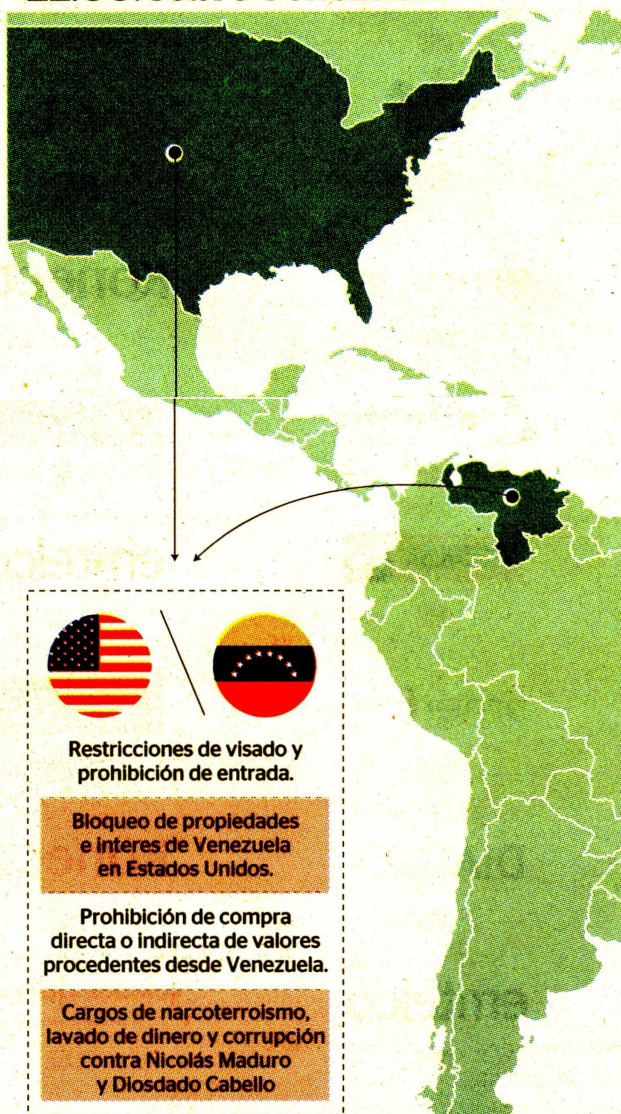 Restricciones de visado y
prohibición de entrada.
Bloqueo de propiedades
e interes de Venezuela
en Estados Unidos.
Prohibición de compra
directa o indirecta de valores
procedentes desde Venezuela.
Cargos de narcoterroismo,
lavado de dinero y corrupción
contra Nicolás Maduro
y Diosdado Cabello